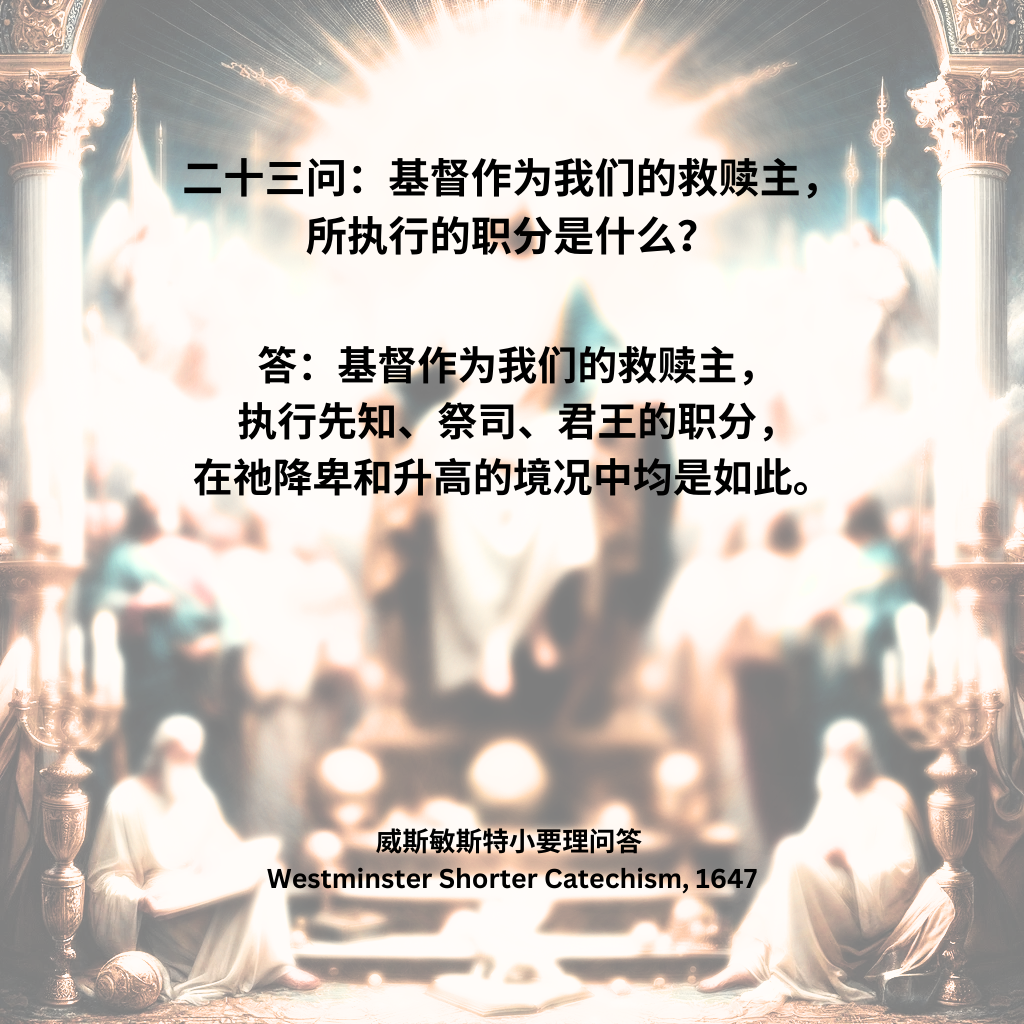 二十三问：基督作为我们的救赎主，
所执行的职分是什么？
答：基督作为我们的救赎主，
执行先知、祭司、君王的职分，
在祂降卑和升高的境况中均是如此。
威斯敏斯特小要理问答
Westminster Shorter Catechism, 1647